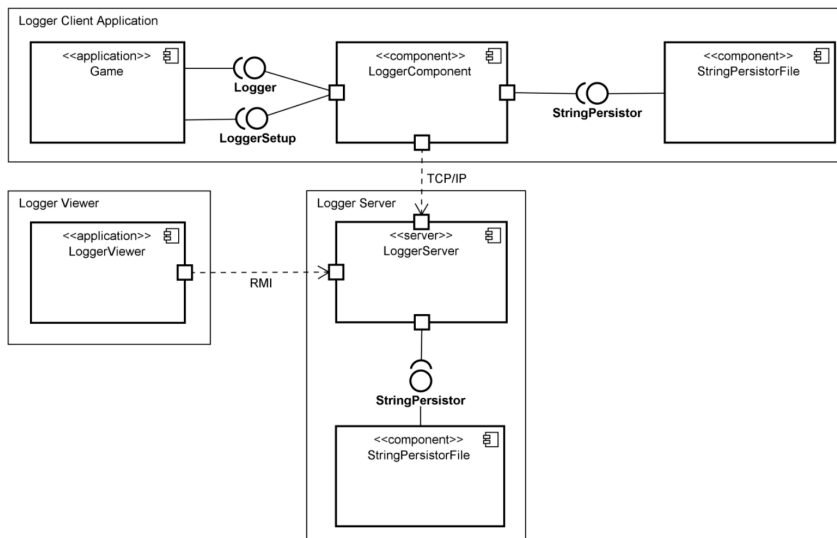 Logger Client Application
<<application>>
Game
Logger
LoggerSetup
<<component>>
LoggerComponent
StringPersistor
<<component>>
StringPersistorFile
TCP/IP
Logger Viewer
<<application>>
LoggerViewer
RMI
Logger Server
<<server>>
LoggerServer
StringPersistor
<<component>>
StringPersistorFile